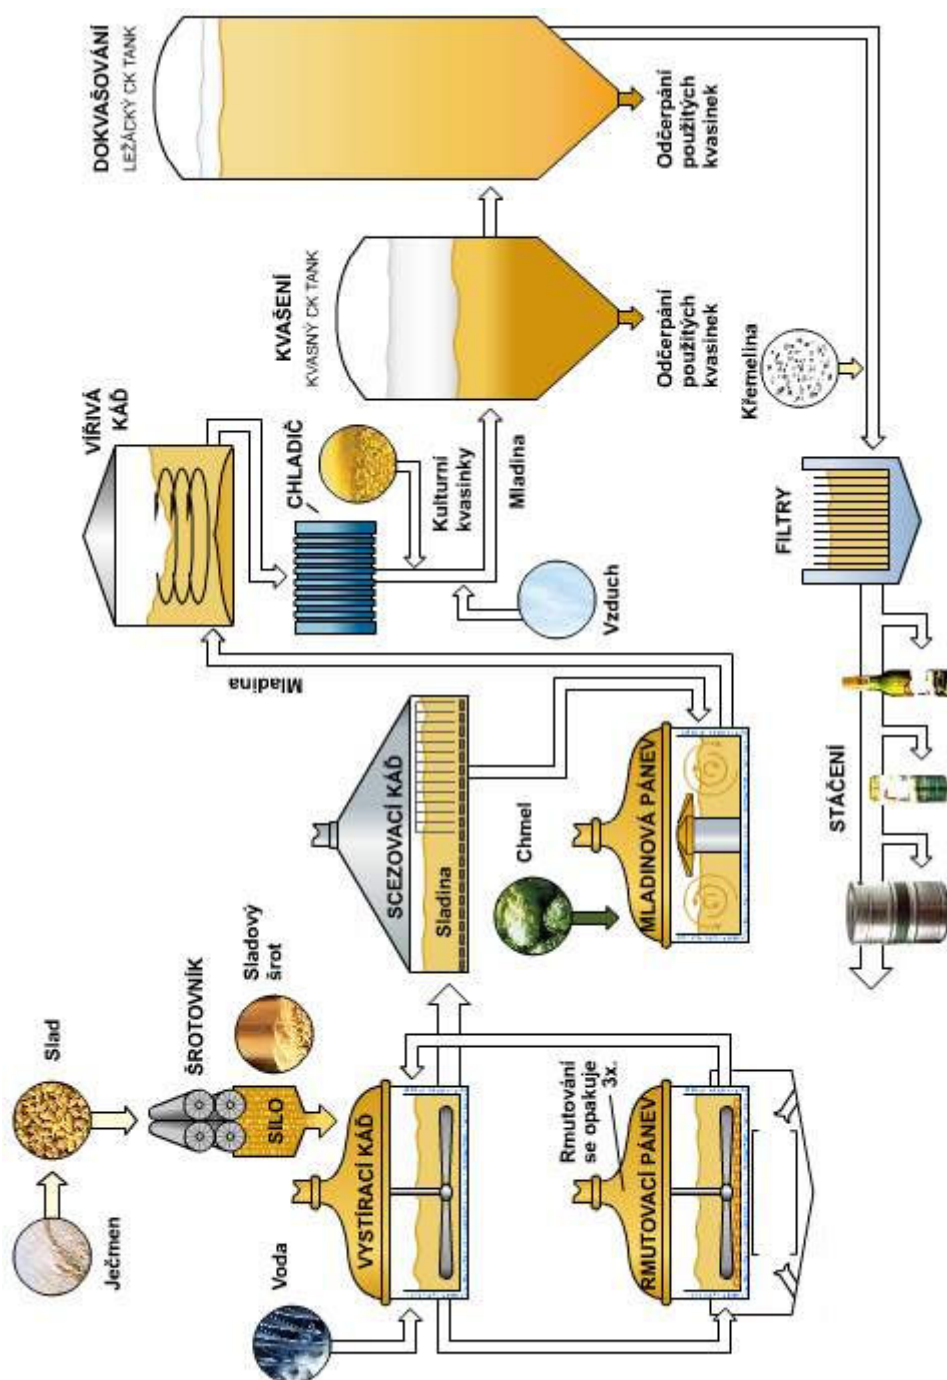 Ječmen
Slad
ŠROTOVNÍK
Sladový
šrot
SILO
Voda
VYSTÍRACÍ KÁĎ
Rmutování
se opakuje
3x.
RMUTOVACÍ PÁNEV
SCEZOVACÍ KÁĎ
Sladina
Chmel
MLADINOVÁ PÁNEV
Mladina
VÍŘIVÁ
KÁĎ
CHLADIČ
Kulturní
kvasinky
Mladina
Vzduch
KVAŠENÍ
KVASNÝ CK TANK
Odčerpání
použitých
kvasinek
DOKVAŠOVÁNÍ
LEŽÁCKÝ CK TANK
Odčerpání
použitých
kvasinek
Křemelina
FILTRY
STÁČENÍ